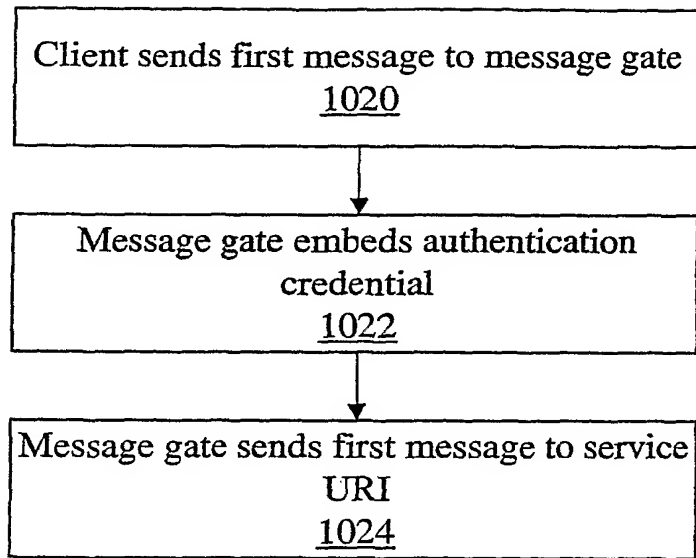 Client sends first message to message gate
1020
Message gate embeds authentication
credential
1022
Message gate sends first message to service
URI
1024